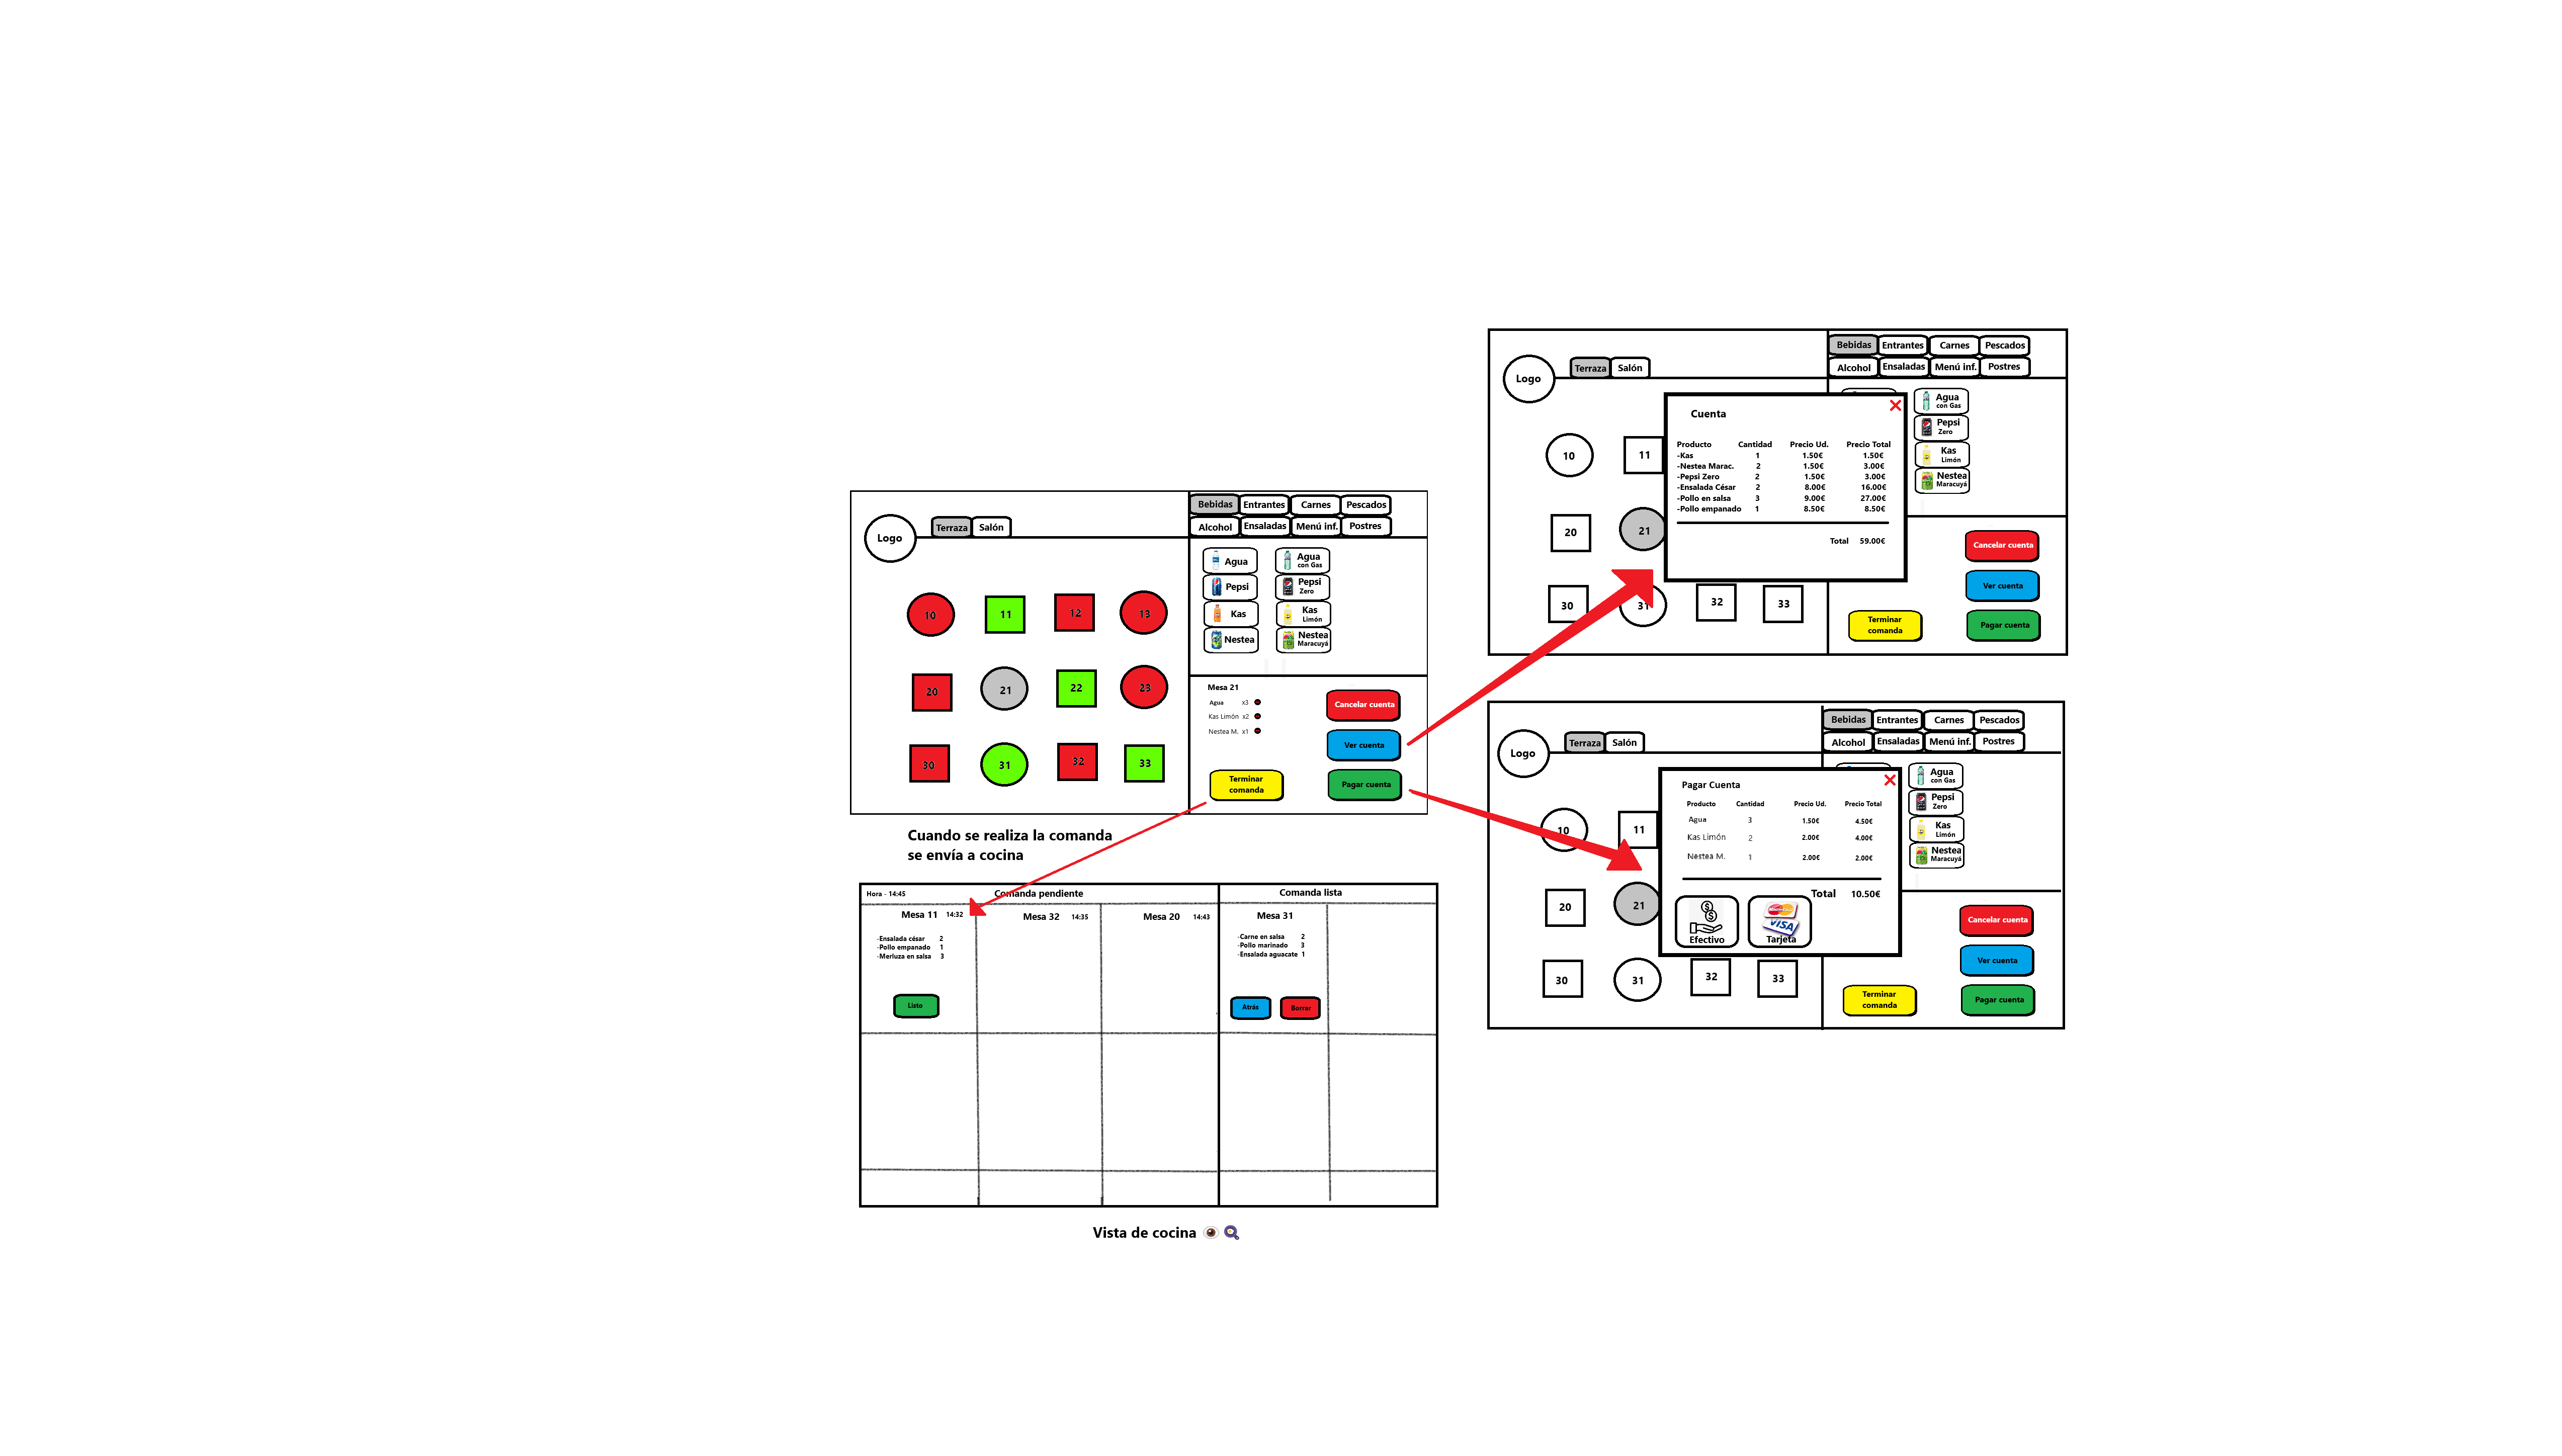 Logo
Terraza Salón
Bebidas Entrantes Carnes Pescados
Alcohol Ensaladas Menú inf. Postres
10 11 12 13
20 21 22 23
30 31 32 33
Agua
Agua con Gas
Pepsi
Pepsi Zero
Kas
Kas Limón
Nestea
Nestea Maracuyá
Mesa 21
Agua x3
Kas Limón x2
Nestea M. x1
Cancelar cuenta
Ver cuenta
Pagar cuenta
Terminar
comanda
Cuando se realiza la comanda
se envía a cocina
Hora - 14:45
Comanda pendiente
Comanda lista
Mesa 11 14:32
-Ensalada césar 2
-Pollo empanado 1
-Merluza en salsa 3
Listo
Mesa 32 14:35
Mesa 20 14:43
Mesa 31
-Carne en salsa 2
-Pollo marinado 3
-Ensalada aguacate 1
Atrás
Borrar
Vista de cocina
Logo
Terraza Salón
Bebidas Entrantes Carnes Pescados
Alcohol Ensaladas Menú inf. Postres
10 11
20 21
30 31 32 33
Cuenta
Producto Cantidad Precio Ud. Precio Total
-Kas 1 1.50€ 1.50€
-Nestea Marac. 2 1.50€ 3.00€
-Pepsi Zero 2 1.50€ 3.00€
-Ensalada César 2 8.00€ 16.00€
-Pollo en salsa 3 9.00€ 27.00€
-Pollo empanado 1 8.50€ 8.50€
Total 59.00€
Agua
con Gas
Pepsi
Zero
Kas
Limón
Nestea
Maracuyá
Cancelar cuenta
Ver cuenta
Pagar cuenta
Terminar
comanda
Logo
Terraza Salón
Bebidas Entrantes Carnes Pescados
Alcohol Ensaladas Menú inf. Postres
10 11
20 21
30 31 32 33
Pagar Cuenta
Producto Cantidad Precio Ud. Precio Total
Agua 3 1.50€ 4.50€
Kas Limón 2 2.00€ 4.00€
Nestea M. 1 2.00€ 2.00€
Total 10.50€
Efectivo
MasterCard
VISA
Tarjeta
Agua
con Gas
Pepsi
Zero
Kas
Limón
Nestea
Maracuyá
Cancelar cuenta
Ver cuenta
Pagar cuenta
Terminar
comanda